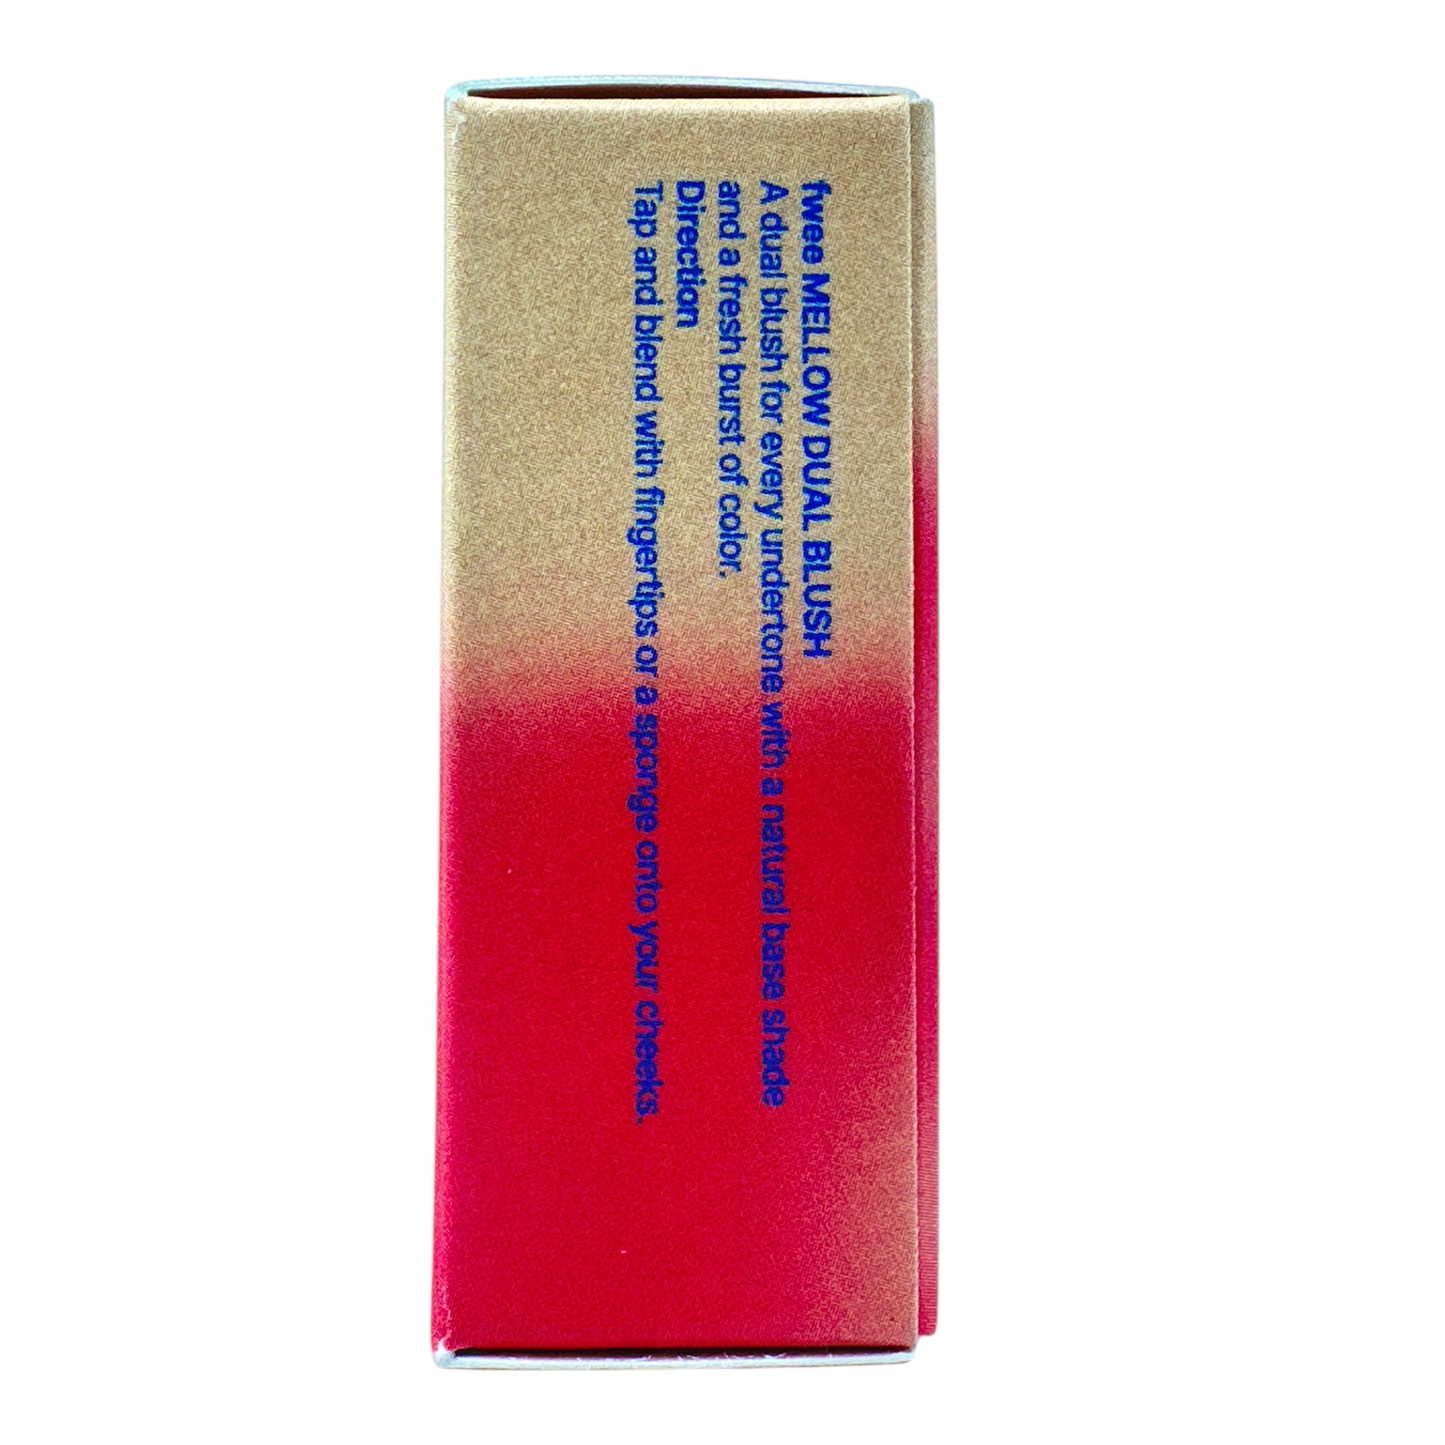 fwee MELLOW DUAL BLUSH
A dual blush for every undertone with a natural base shade
and a fresh burst of color.
Direction
Tap and blend with fingertips or a sponge onto your cheeks.